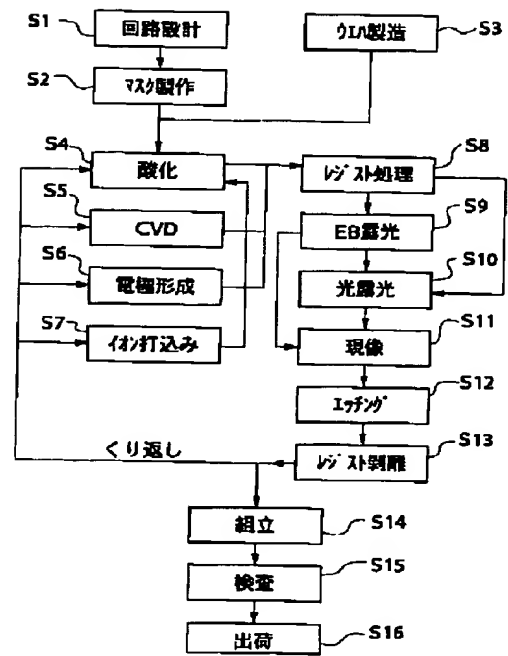 S1 回路設計
ウエハ製造 S3
S2 マスク製作
S4 酸化
レジスト処理 S8
S5 CVD
EB露光 S9
S6 電極形成
光露光 S10
S7 イオン打込み
現像 S11
エッチング S12
レジスト剥離 S13
くり返し
組立 S14
検査 S15
出荷 S16